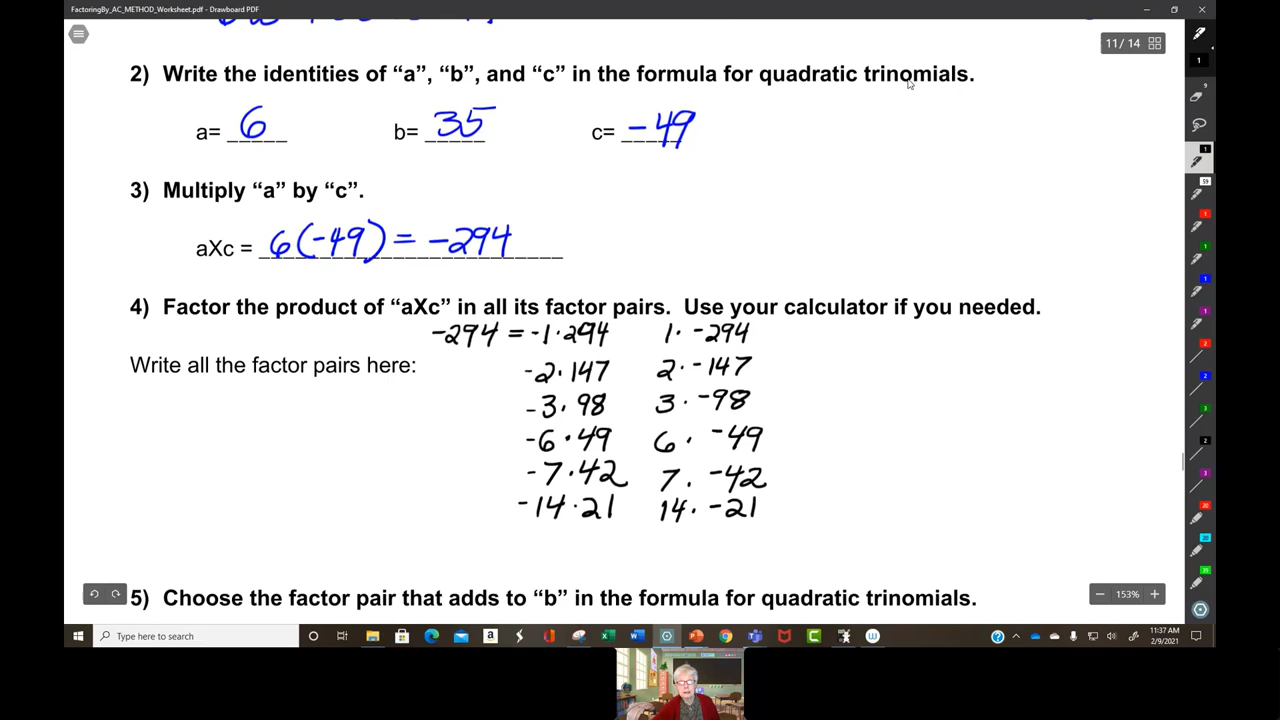 FactoringBy_AC_METHOD_Worksheet.pdf - Drawboard PDF
11 / 14
2) Write the identities of “a”, “b”, and “c” in the formula for quadratic trinomials.
a= 6 b= 35 c= -49
3) Multiply “a” by “c”.
aXc = 6(-49) = -294
4) Factor the product of “aXc” in all its factor pairs. Use your calculator if you needed.
-294 = -1·294 1·-294
Write all the factor pairs here:
-2·147 2·-147
-3·98 3·-98
-6·49 6·-49
-7·42 7·-42
-14·21 14·-21
5) Choose the factor pair that adds to “b” in the formula for quadratic trinomials.
153%
Type here to search
11:37 AM
2/9/2021